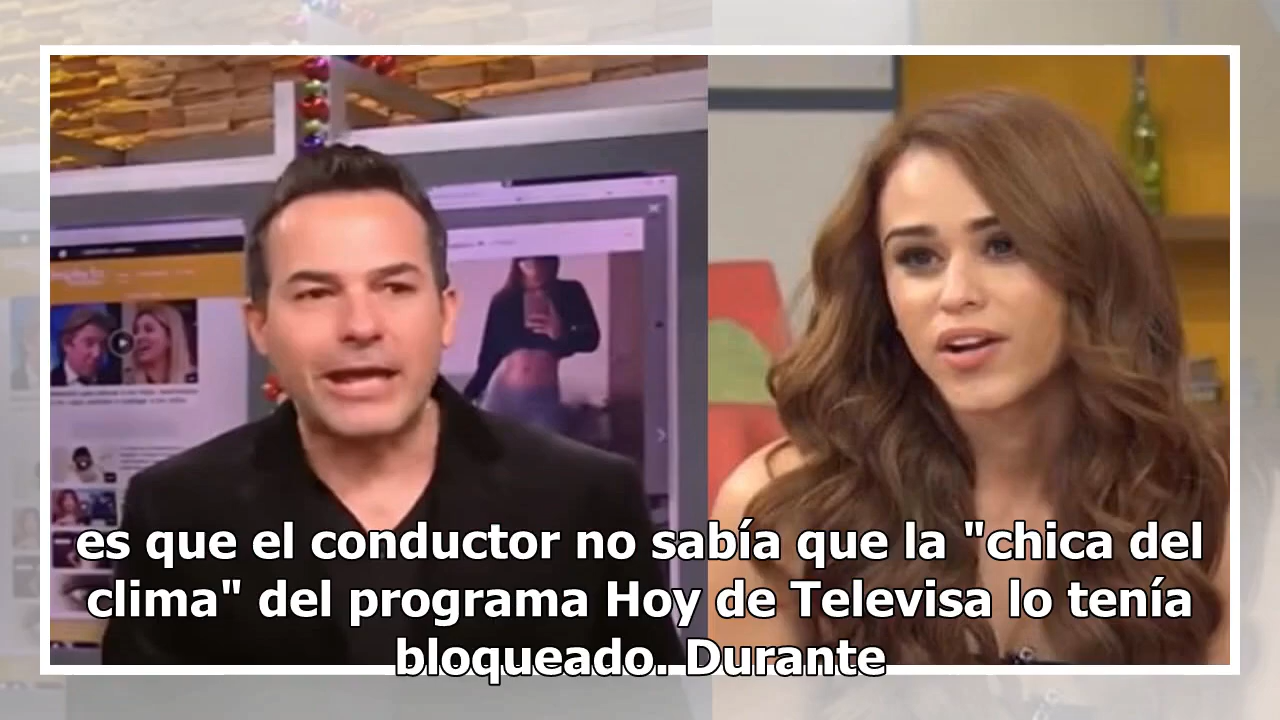 es que el conductor no sabía que la "chica del
clima" del programa Hoy de Televisa lo tenía
bloqueado. Durante